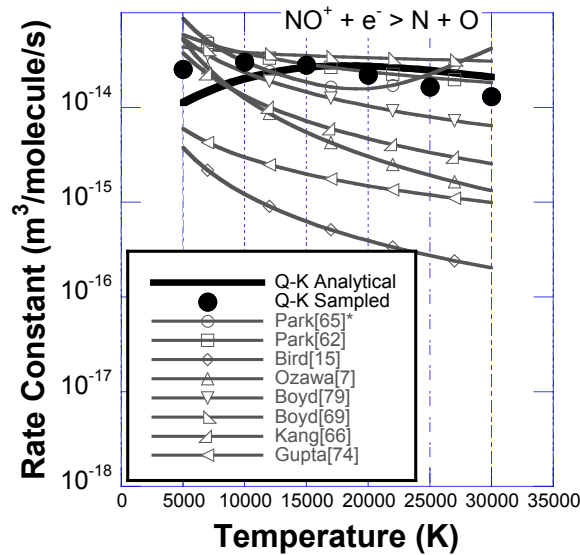 NO⁺ + e⁻ > N + O
Rate Constant (m³/molecule/s)
10⁻¹⁴
10⁻¹⁵
10⁻¹⁶
10⁻¹⁷
10⁻¹⁸
Q-K Analytical
Q-K Sampled
Park[65]*
Park[62]
Bird[15]
Ozawa[7]
Boyd[79]
Boyd[69]
Kang[66]
Gupta[74]
0 5000 10000 15000 20000 25000 30000 35000
Temperature (K)